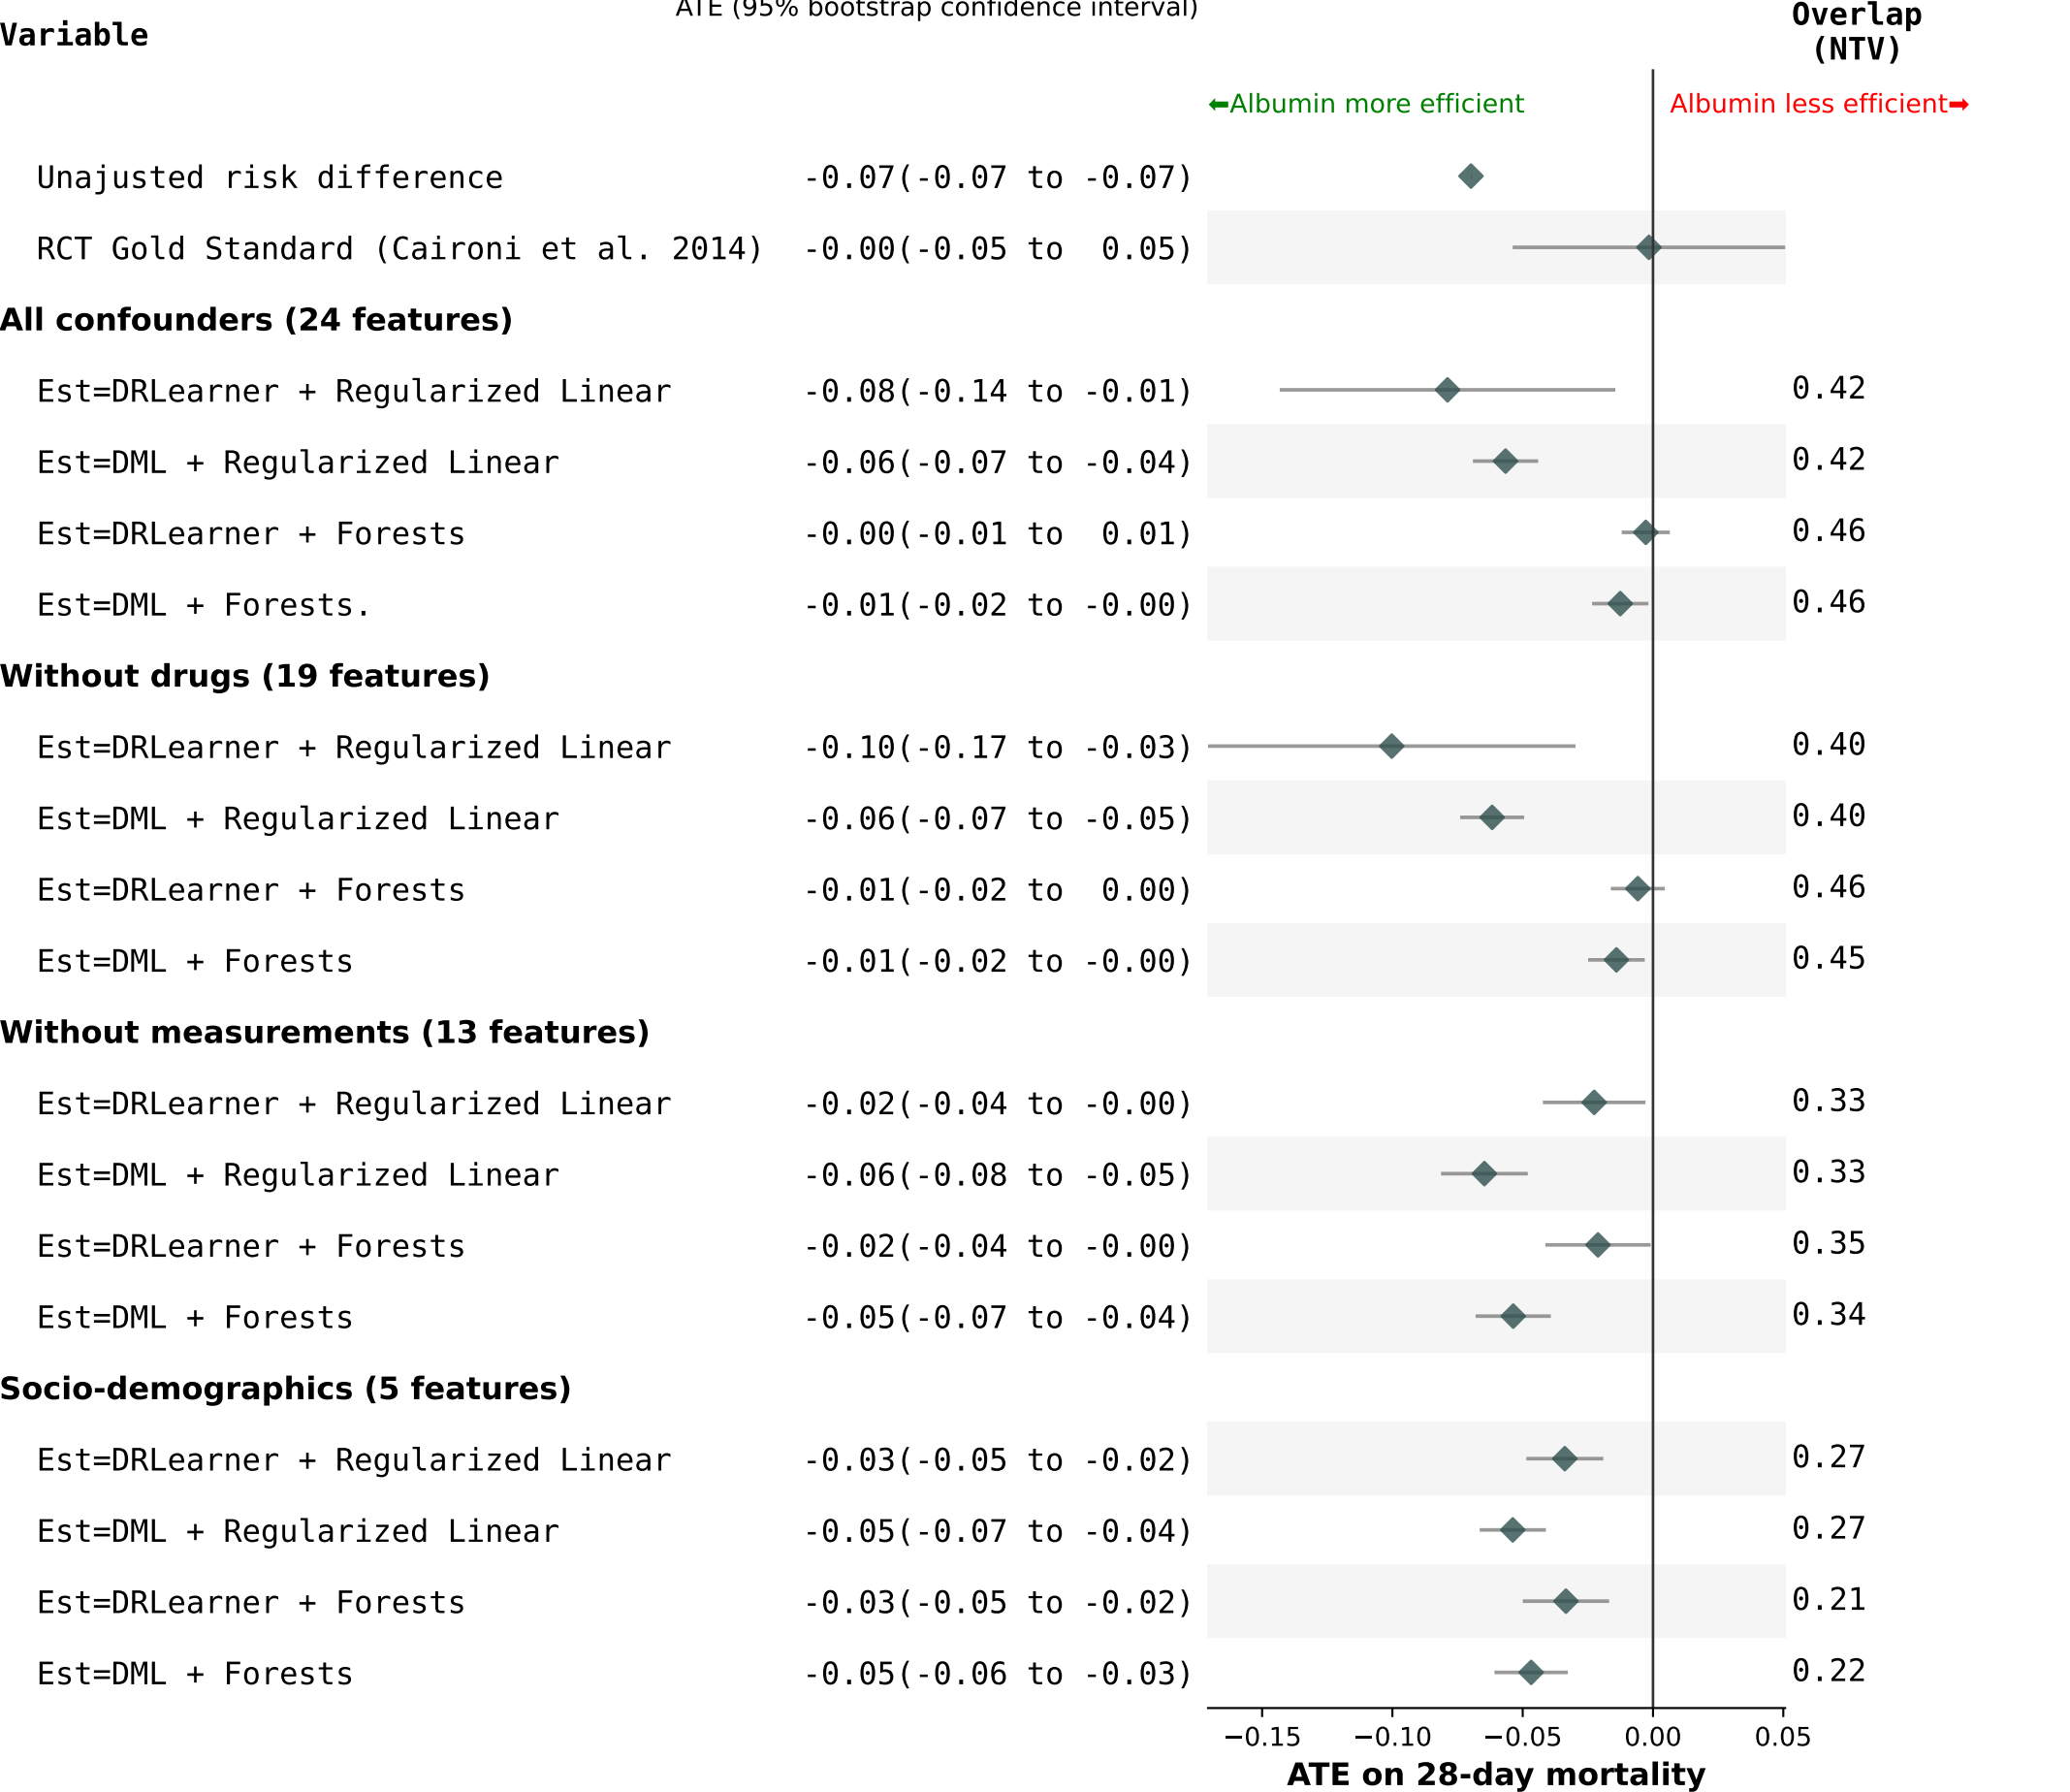 ATE (95% bootstrap confidence interval)
Overlap
(NTV)
Variable
⬅Albumin more efficient Albumin less efficient➡
Unajusted risk difference -0.07(-0.07 to -0.07)
RCT Gold Standard (Caironi et al. 2014) -0.00(-0.05 to 0.05)
All confounders (24 features)
Est=DRLearner + Regularized Linear -0.08(-0.14 to -0.01) 0.42
Est=DML + Regularized Linear -0.06(-0.07 to -0.04) 0.42
Est=DRLearner + Forests -0.00(-0.01 to 0.01) 0.46
Est=DML + Forests. -0.01(-0.02 to -0.00) 0.46
Without drugs (19 features)
Est=DRLearner + Regularized Linear -0.10(-0.17 to -0.03) 0.40
Est=DML + Regularized Linear -0.06(-0.07 to -0.05) 0.40
Est=DRLearner + Forests -0.01(-0.02 to 0.00) 0.46
Est=DML + Forests -0.01(-0.02 to -0.00) 0.45
Without measurements (13 features)
Est=DRLearner + Regularized Linear -0.02(-0.04 to -0.00) 0.33
Est=DML + Regularized Linear -0.06(-0.08 to -0.05) 0.33
Est=DRLearner + Forests -0.02(-0.04 to -0.00) 0.35
Est=DML + Forests -0.05(-0.07 to -0.04) 0.34
Socio-demographics (5 features)
Est=DRLearner + Regularized Linear -0.03(-0.05 to -0.02) 0.27
Est=DML + Regularized Linear -0.05(-0.07 to -0.04) 0.27
Est=DRLearner + Forests -0.03(-0.05 to -0.02) 0.21
Est=DML + Forests -0.05(-0.06 to -0.03) 0.22
−0.15 −0.10 −0.05 0.00 0.05
ATE on 28-day mortality